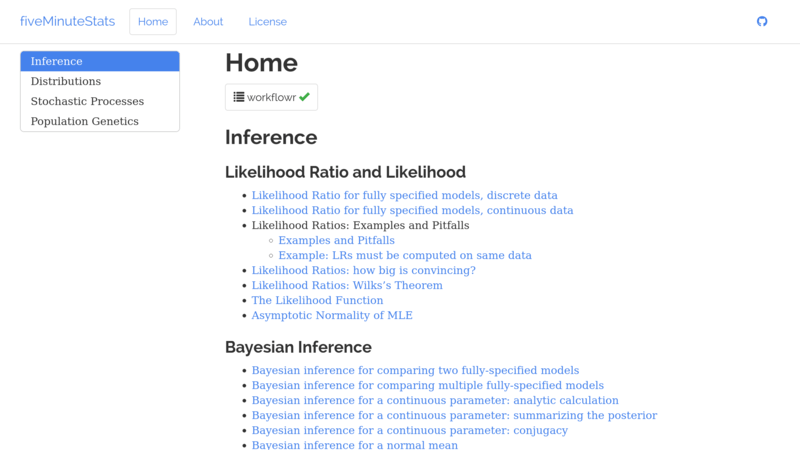 fiveMinuteStats Home About License
Inference
Distributions
Stochastic Processes
Population Genetics
Home
workflowr
Inference
Likelihood Ratio and Likelihood
Likelihood Ratio for fully specified models, discrete data
Likelihood Ratio for fully specified models, continuous data
Likelihood Ratios: Examples and Pitfalls
Examples and Pitfalls
Example: LRs must be computed on same data
Likelihood Ratios: how big is convincing?
Likelihood Ratios: Wilks’s Theorem
The Likelihood Function
Asymptotic Normality of MLE
Bayesian Inference
Bayesian inference for comparing two fully-specified models
Bayesian inference for comparing multiple fully-specified models
Bayesian inference for a continuous parameter: analytic calculation
Bayesian inference for a continuous parameter: summarizing the posterior
Bayesian inference for a continuous parameter: conjugacy
Bayesian inference for a normal mean